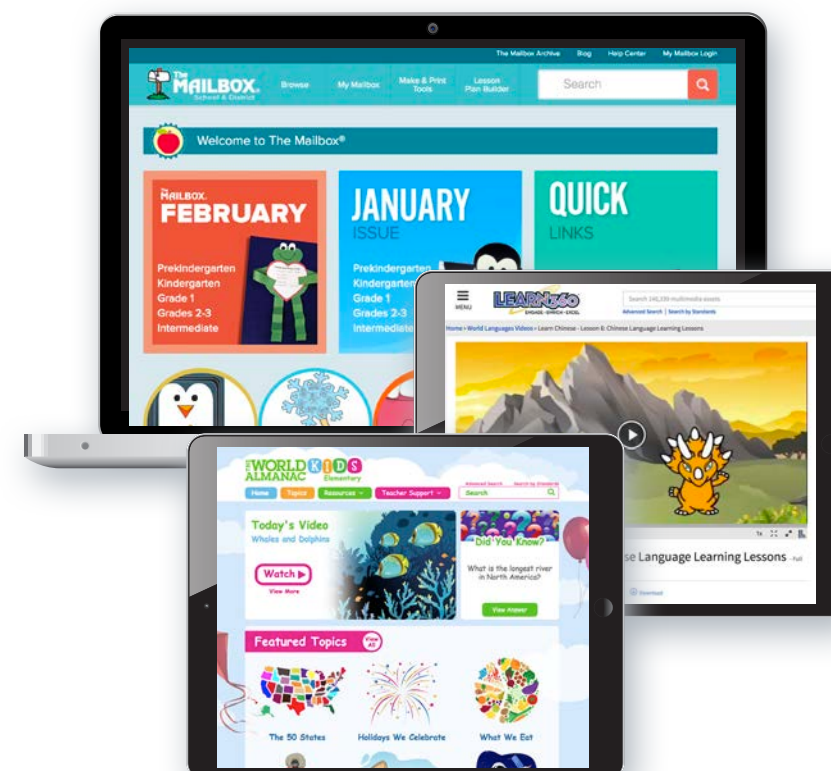 The Mailbox Archive Blog Help Center My Mailbox Login
The MAILBOX.
School & District
Browse My Mailbox Make & Print Tools Lesson Plan Builder Search
Welcome to The Mailbox®
The MAILBOX.
FEBRUARY
Prekindergarten
Kindergarten
Grade 1
Grades 2-3
Intermediate
JANUARY
ISSUE
Prekindergarten
Kindergarten
Grade 1
Grades 2-3
Intermediate
QUICK
LINKS
MENU
LEARN360
ENGAGE · ENRICH · EXCEL
Advanced Search | Search by Standards
Home › World Languages Videos › Learn Chinese - Lesson 6: Chinese Language Learning Lessons
se Language Learning Lessons - Full
Download
THE WORLD ALMANAC KIDS
Elementary
Advanced Search Search by Standards
Home Topics Resources Teacher Support Search
Today's Video
Whales and Dolphins
Watch
View More
Did You Know?
What is the longest river
in North America?
View Answer
Featured Topics View All
The 50 States Holidays We Celebrate What We Eat